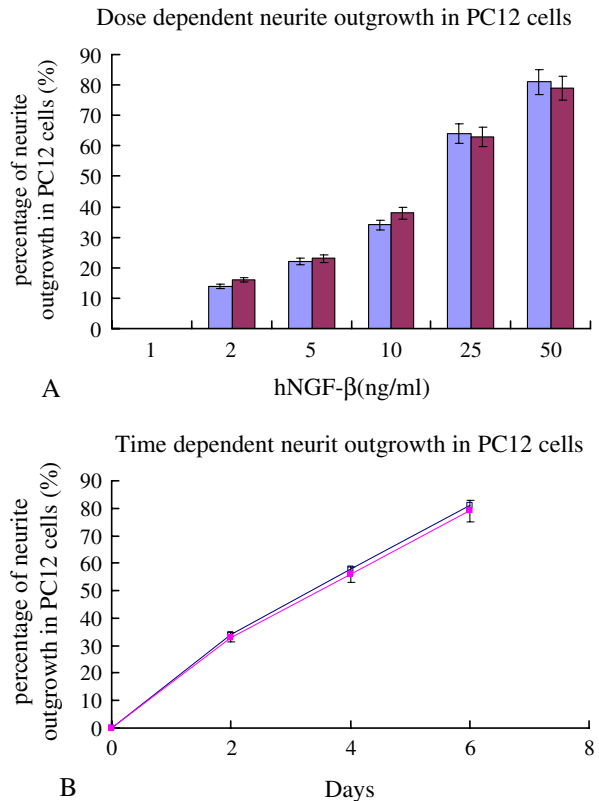 Dose dependent neurite outgrowth in PC12 cells
percentage of neurite
outgrowth in PC12 cells (%)
90
80
70
60
50
40
30
20
10
0
1 2 5 10 25 50
hNGF-β(ng/ml)
A
Time dependent neurit outgrowth in PC12 cells
percentage of neurite
outgrowth in PC12 cells (%)
90
80
70
60
50
40
30
20
10
0
0 2 4 6 8
Days
B